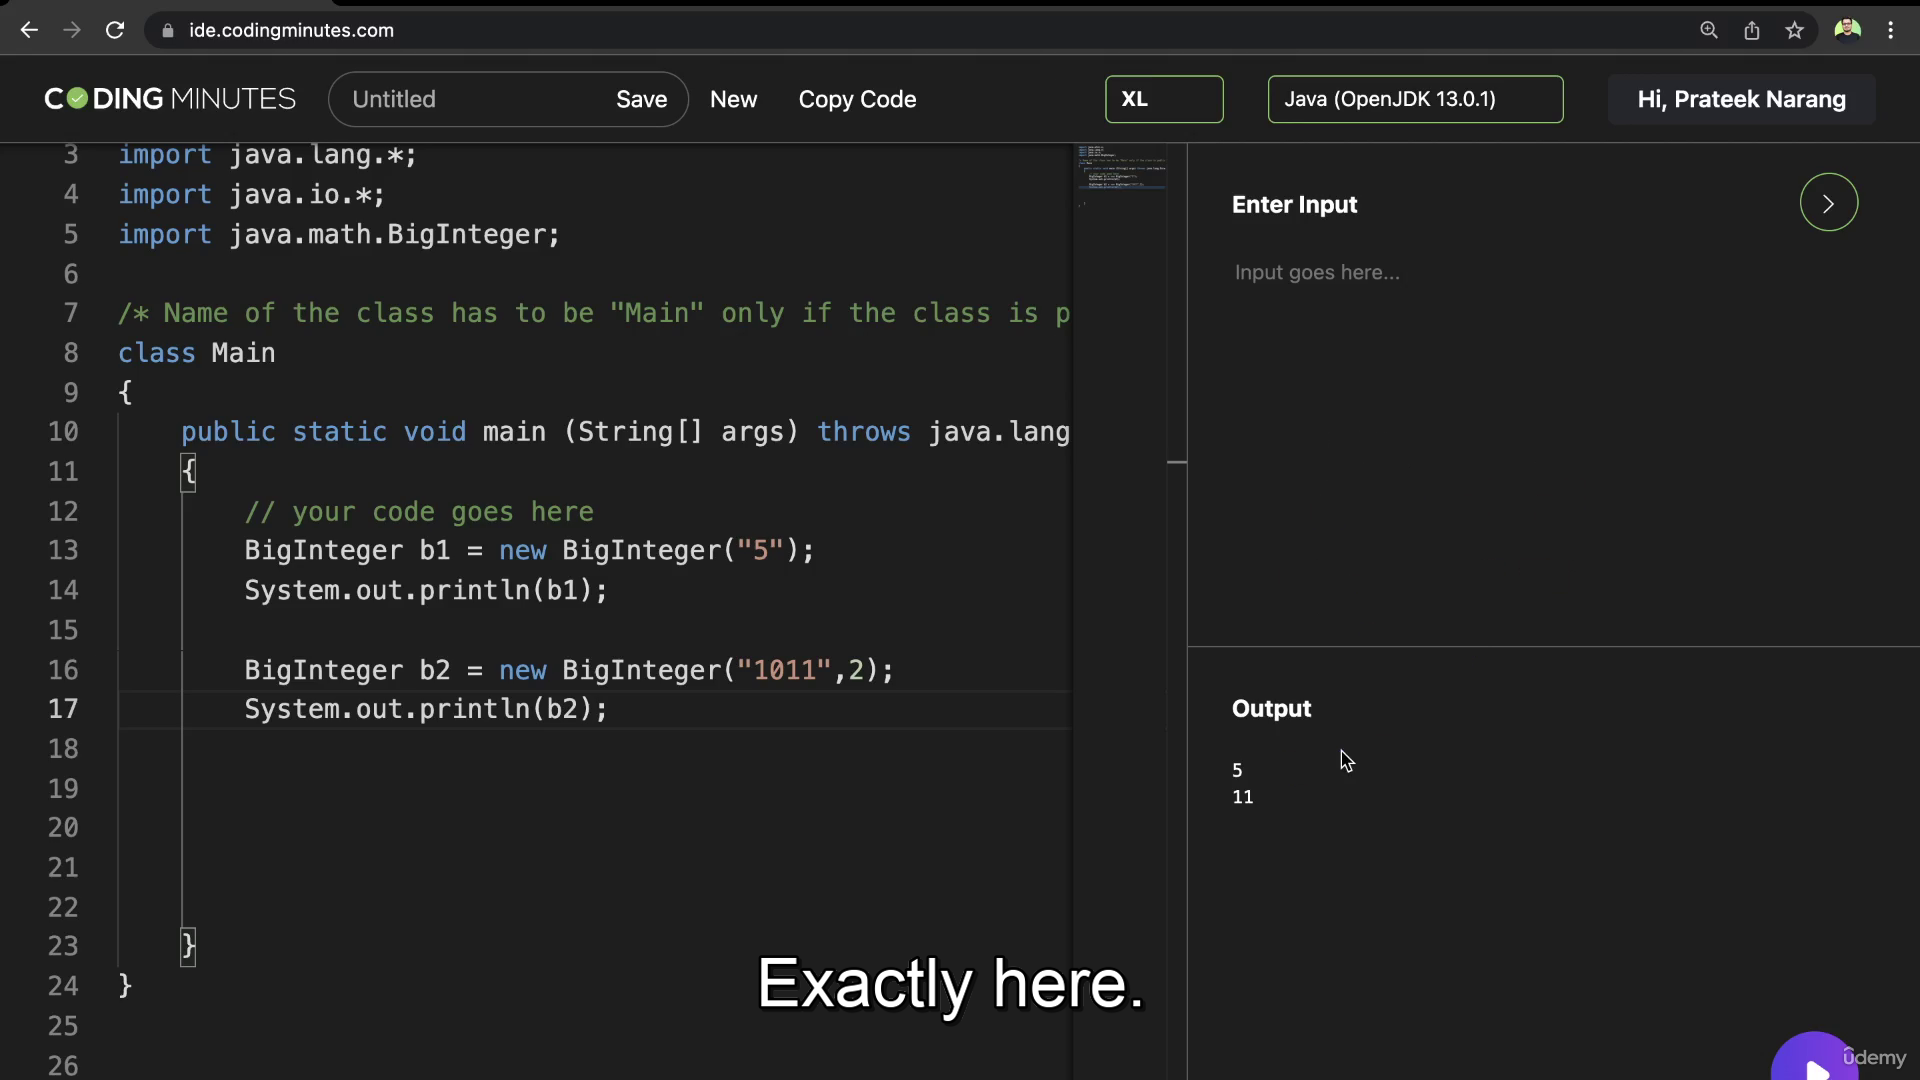 ide.codingminutes.com
CODING MINUTES
Untitled
Save
New
Copy Code
XL
Java (OpenJDK 13.0.1)
Hi, Prateek Narang
3 import java.lang.*;
4 import java.io.*;
5 import java.math.BigInteger;
6
7 /* Name of the class has to be "Main" only if the class is p
8 class Main
9 {
10 public static void main (String[] args) throws java.lang
11 {
12 // your code goes here
13 BigInteger b1 = new BigInteger("5");
14 System.out.println(b1);
15
16 BigInteger b2 = new BigInteger("1011",2);
17 System.out.println(b2);
18
19
20
21
22
23 }
24 }
25
26
Enter Input
Input goes here...
Output
5
11
Exactly here.
ûdemy